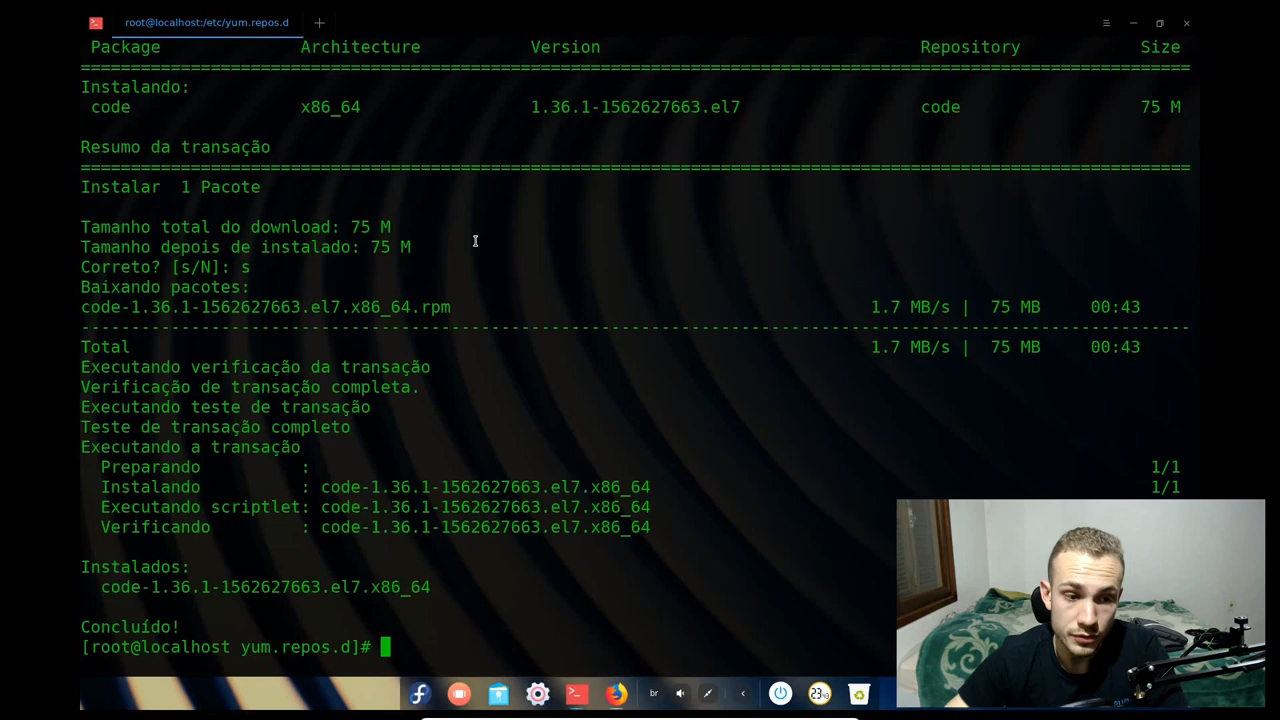 root@localhost:/etc/yum.repos.d
Package Architecture Version Repository Size
================================================================================
Instalando:
code x86_64 1.36.1-1562627663.el7 code 75 M
Resumo da transação
================================================================================
Instalar 1 Pacote
Tamanho total do download: 75 M
Tamanho depois de instalado: 75 M
Correto? [s/N]: s
Baixando pacotes:
code-1.36.1-1562627663.el7.x86_64.rpm 1.7 MB/s | 75 MB 00:43
--------------------------------------------------------------------------------
Total 1.7 MB/s | 75 MB 00:43
Executando verificação da transação
Verificação de transação completa.
Executando teste de transação
Teste de transação completo
Executando a transação
Preparando : 1/1
Instalando : code-1.36.1-1562627663.el7.x86_64 1/1
Executando scriptlet: code-1.36.1-1562627663.el7.x86_64
Verificando : code-1.36.1-1562627663.el7.x86_64
Instalados:
code-1.36.1-1562627663.el7.x86_64
Concluído!
[root@localhost yum.repos.d]#
br